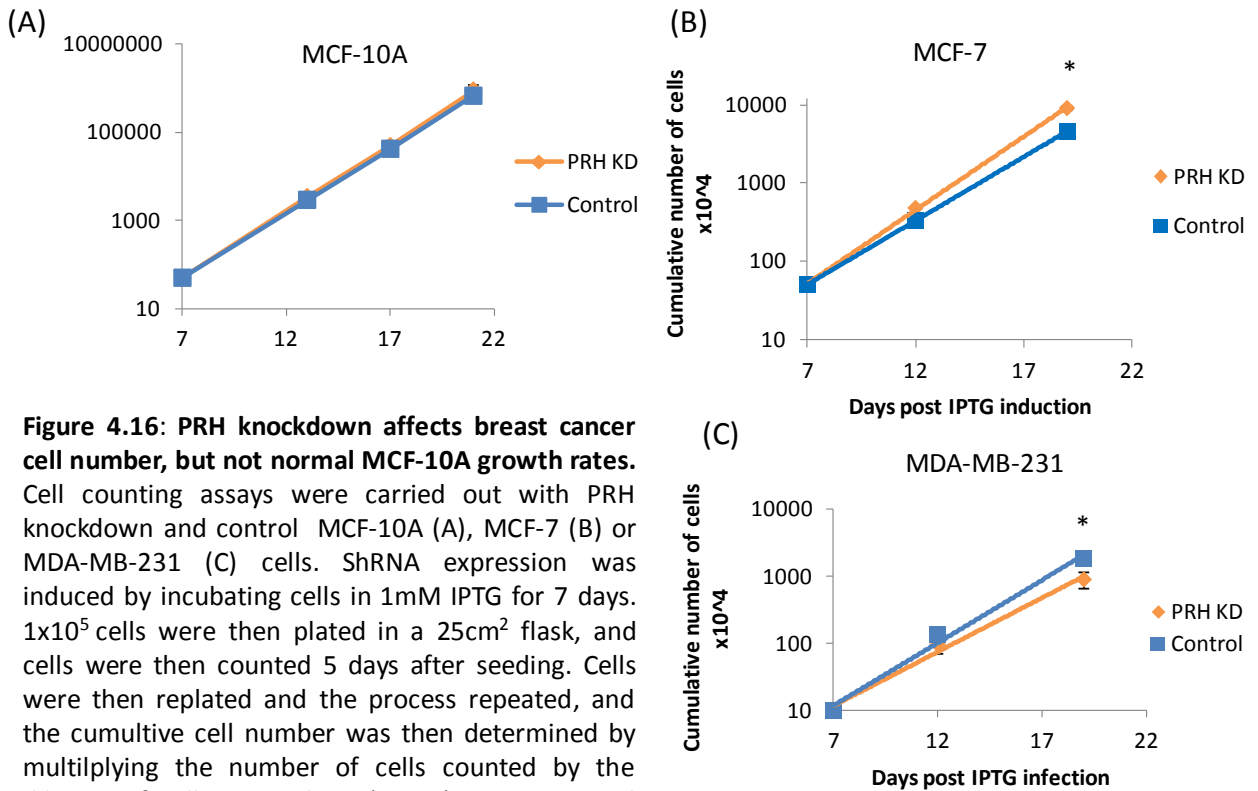 (A)
MCF-10A
10000000
100000
1000
10
7 12 17 22
PRH KD
Control
(B)
MCF-7
*
Cumulative number of cells
x10^4
10000
1000
100
10
7 12 17 22
Days post IPTG induction
PRH KD
Control
Figure 4.16: PRH knockdown affects breast cancer
cell number, but not normal MCF-10A growth rates.
Cell counting assays were carried out with PRH
knockdown and control MCF-10A (A), MCF-7 (B) or
MDA-MB-231 (C) cells. ShRNA expression was
induced by incubating cells in 1mM IPTG for 7 days.
1x10⁵ cells were then plated in a 25cm² flask, and
cells were then counted 5 days after seeding. Cells
were then replated and the process repeated, and
the cumultive cell number was then determined by
multilplying the number of cells counted by the
(C)
MDA-MB-231
*
Cumulative number of cells
x10^4
10000
1000
100
10
7 12 17 22
Days post IPTG infection
PRH KD
Control